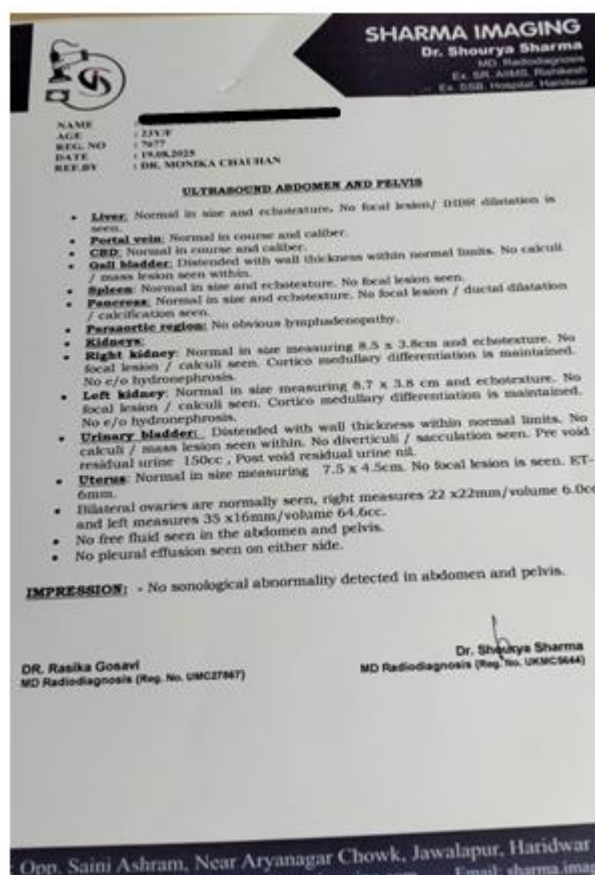 SHARMA IMAGING
Dr. Shourya Sharma
MD. Radiodiagnosis
Ex. SR. AIIMS, Rishikesh
Ex. SSB. Hospital, Haridwar
NAME :
AGE : 23Y/F
REG. NO : 7077
DATE : 19.08.2025
REF.BY : DR. MONIKA CHAUHAN
ULTRASOUND ABDOMEN AND PELVIS
• Liver: Normal in size and echotexture. No focal lesion/ IHBR dilatation is
seen.
• Portal vein: Normal in course and caliber.
• CBD: Normal in course and caliber.
• Gall bladder: Distended with wall thickness within normal limits. No calculi
/ mass lesion seen within.
• Spleen: Normal in size and echotexture. No focal lesion seen.
• Pancreas: Normal in size and echotexture. No focal lesion / ductal dilatation
/ calcification seen.
• Paraaortic region: No obvious lymphadenopathy.
• Kidneys:
• Right kidney: Normal in size measuring 8.5 x 3.8cm and echotexture. No
focal lesion / calculi seen. Cortico medullary differentiation is maintained.
No e/o hydronephrosis.
• Left kidney: Normal in size measuring 8.7 x 3.8 cm and echotexture. No
focal lesion / calculi seen. Cortico medullary differentiation is maintained.
No e/o hydronephrosis.
• Urinary bladder: Distended with wall thickness within normal limits. No
calculi / mass lesion seen within. No diverticuli / sacculation seen. Pre void
residual urine 150cc , Post void residual urine nil.
• Uterus: Normal in size measuring 7.5 x 4.5cm. No focal lesion is seen. ET-
6mm.
• Bilateral ovaries are normally seen, right measures 22 x22mm/volume 6.0cc
and left measures 35 x16mm/volume 64.6cc.
• No free fluid seen in the abdomen and pelvis.
• No pleural effusion seen on either side.
IMPRESSION: - No sonological abnormality detected in abdomen and pelvis.
DR. Rasika Gosavi
MD Radiodiagnosis (Reg. No. UMC27867)
Dr. Shourya Sharma
MD Radiodiagnosis (Reg. No. UKMC5644)
Opp. Saini Ashram, Near Aryanagar Chowk, Jawalapur, Haridwar
Email: sharma.imag